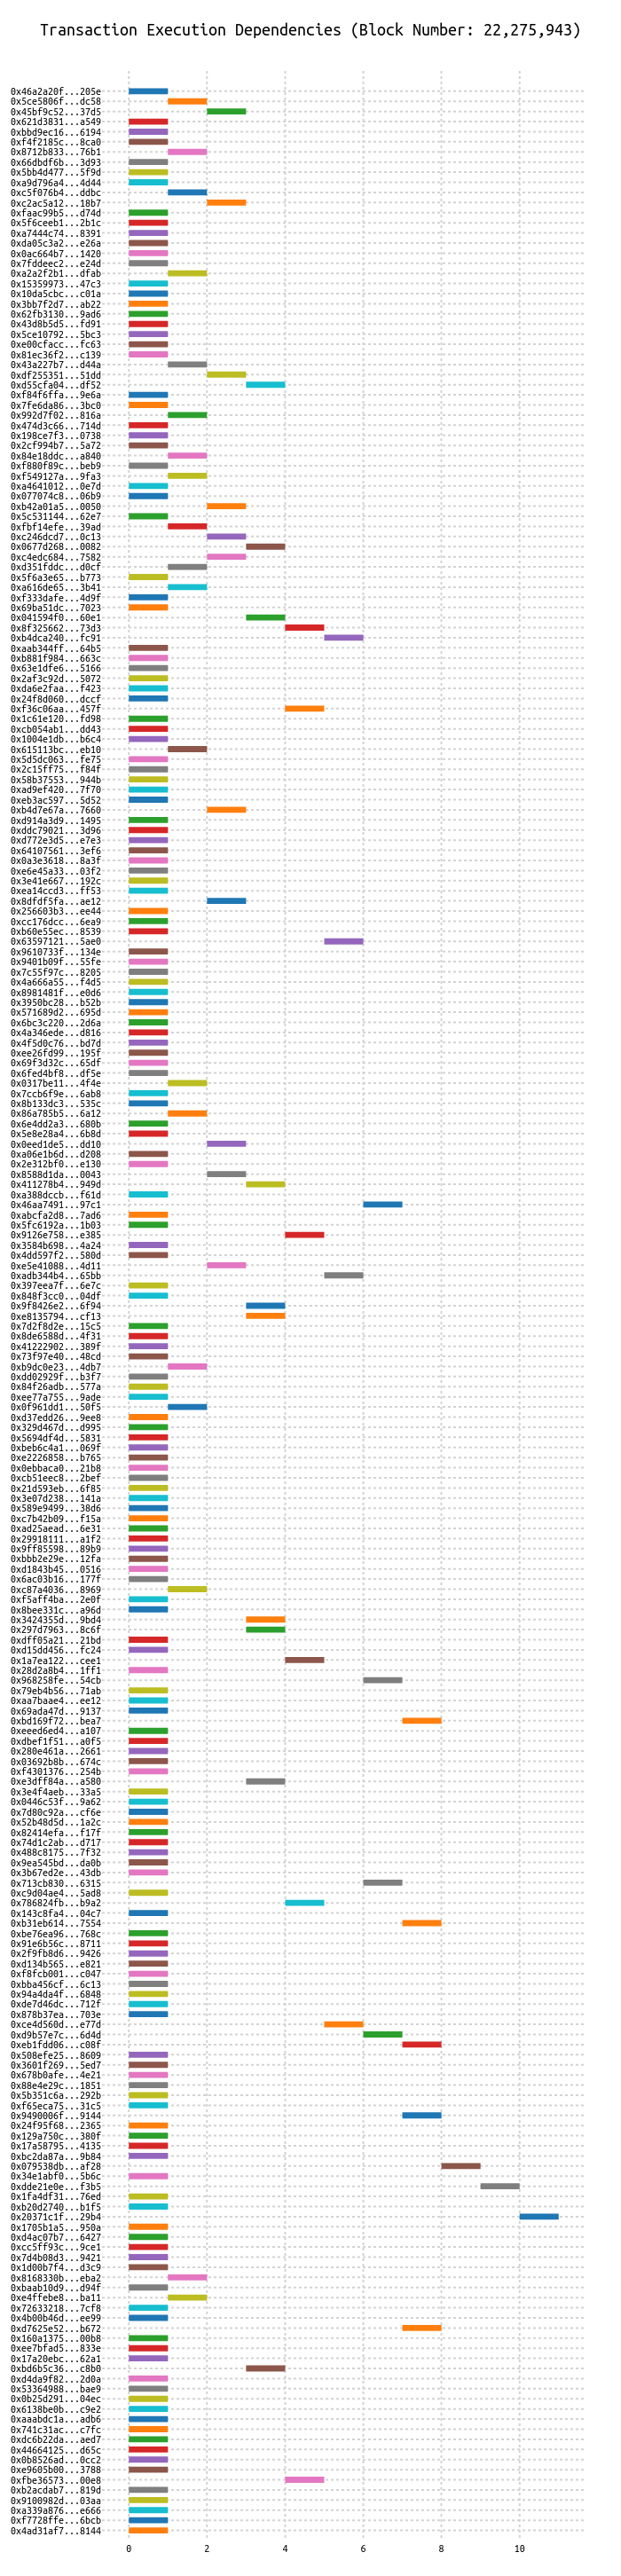 Transaction Execution Dependencies (Block Number: 22,275,943)
0x46a2a20f...205e
0x5ce5806f...dc58
0x45bf9c52...37d5
0x621d3831...a549
0xbbd9ec16...6194
0xf4f2185c...8ca0
0x8712b833...76b1
0x66dbdf6b...3d93
0x5bb4d477...5f9d
0xa9d796a4...4d44
0xc5f076b4...ddbc
0xc2ac5a12...18b7
0xfaac99b5...d74d
0x5f6ceeb1...2b1c
0xa7444c74...8391
0xda05c3a2...e26a
0x0ac664b7...1420
0x7fddeec2...e24d
0xa2a2f2b1...dfab
0x15359973...47c3
0x10da5cbc...c01a
0x3bb7f2d7...ab22
0x62fb3130...9ad6
0x43d8b5d5...fd91
0x5ce10792...5bc3
0xe00cfacc...fc63
0x81ec36f2...c139
0x43a227b7...d44a
0xdf255351...51dd
0xd55cfa04...df52
0xf84f6ffa...9e6a
0x7fe6da86...3bc0
0x992d7f02...816a
0x474d3c66...714d
0x198ce7f3...0738
0x2cf994b7...5a72
0x84e18ddc...a840
0xf880f89c...beb9
0xf549127a...9fa3
0xa4641012...0e7d
0x077074c8...06b9
0xb42a01a5...0050
0x5c531144...62e7
0xfbf14efe...39ad
0xc246dcd7...0c13
0x0677d268...0082
0xc4edc684...7582
0xd351fddc...d0cf
0x5f6a3e65...b773
0xa616de65...3b41
0xf333dafe...4d9f
0x69ba51dc...7023
0x041594f0...60e1
0x8f325662...73d3
0xb4dca240...fc91
0xaab344ff...64b5
0xb881f984...663c
0x63e1dfe6...5166
0x2af3c92d...5072
0xda6e2faa...f423
0x24f8d060...dccf
0xf36c06aa...457f
0x1c61e120...fd98
0xcb054ab1...dd43
0x1004e1db...b6c4
0x615113bc...eb10
0x5d5dc063...fe75
0x2c15ff75...f84f
0x58b37553...944b
0xad9ef420...7f70
0xeb3ac597...5d52
0xb4d7e67a...7660
0xd914a3d9...1495
0xddc79021...3d96
0xd772e3d5...e7e3
0x64107561...3ef6
0x0a3e3618...8a3f
0xe6e45a33...03f2
0x3e41e667...192c
0xea14ccd3...ff53
0x8dfdf5fa...ae12
0x256603b3...ee44
0xcc176dcc...6ea9
0xb60e55ec...8539
0x63597121...5ae0
0x9610733f...134e
0x9401b09f...55fe
0x7c55f97c...8205
0x4a666a55...f4d5
0x8981481f...e0d6
0x3950bc28...b52b
0x571689d2...695d
0x6bc3c220...2d6a
0x4a346ede...d816
0x4f5d0c76...bd7d
0xee26fd99...195f
0x69f3d32c...65df
0x6fed4bf8...df5e
0x0317be11...4f4e
0x7ccb6f9e...6ab8
0x8b133dc3...535c
0x86a785b5...6a12
0x6e4dd2a3...680b
0x5e8e28a4...6b8d
0x0eed1de5...dd10
0xa06e1b6d...d208
0x2e312bf0...e130
0x8588d1da...0043
0x411278b4...949d
0xa388dccb...f61d
0x46aa7491...97c1
0xabcfa2d8...7ad6
0x5fc6192a...1b03
0x9126e758...e385
0x3584b698...4a24
0x4dd597f2...580d
0xe5e41088...4d11
0xadb344b4...65bb
0x397eea7f...6e7c
0x848f3cc0...04df
0x9f8426e2...6f94
0xe8135794...cf13
0x7d2f8d2e...15c5
0x8de6588d...4f31
0x41222902...389f
0x73f97e40...48cd
0xb9dc0e23...4db7
0xdd02929f...b3f7
0x84f26adb...577a
0xee77a755...9ade
0x0f961dd1...50f5
0xd37edd26...9ee8
0x329d467d...d995
0x5694df4d...5831
0xbeb6c4a1...069f
0xe2226858...b765
0x0ebbaca0...21b8
0xcb51eec8...2bef
0x21d593eb...6f85
0x3e07d238...141a
0x589e9499...38d6
0xc7b42b09...f15a
0xad25aead...6e31
0x29918111...a1f2
0x9ff85598...89b9
0xbbb2e29e...12fa
0xd1843b45...0516
0x6ac03b16...177f
0xc87a4036...8969
0xf5aff4ba...2e0f
0x8bee331c...a96d
0x3424355d...9bd4
0x297d7963...8c6f
0xdff05a21...21bd
0xd15dd456...fc24
0x1a7ea122...cee1
0x28d2a8b4...1ff1
0x968258fe...54cb
0x79eb4b56...71ab
0xaa7baae4...ee12
0x69ada47d...9137
0xbd169f72...bea7
0xeeed6ed4...a107
0xdbef1f51...a0f5
0x280e461a...2661
0x03692b8b...674c
0xf4301376...254b
0xe3dff84a...a580
0x3e4f4aeb...33a5
0x0446c53f...9a62
0x7d80c92a...cf6e
0x52b48d5d...1a2c
0x82414efa...f17f
0x74d1c2ab...d717
0x488c8175...7f32
0x9ea545bd...da0b
0x3b67ed2e...43db
0x713cb830...6315
0xc9d04ae4...5ad8
0x786824fb...b9a2
0x143c8fa4...04c7
0xb31eb614...7554
0xbe76ea96...768c
0x91e6b56c...8711
0x2f9fb8d6...9426
0xd134b565...e821
0xf8fcb001...c047
0xbba456cf...6c13
0x94a4da4f...6848
0xde7d46dc...712f
0x878b37ea...703e
0xce4d560d...e77d
0xd9b57e7c...6d4d
0xeb1fdd06...c08f
0x508efe25...8609
0x3601f269...5ed7
0x678b0afe...4e21
0x88e4e29c...1851
0x5b351c6a...292b
0xf65eca75...31c5
0x9490006f...9144
0x24f95f68...2365
0x129a750c...380f
0x17a58795...4135
0xbc2da87a...9b84
0x079538db...af28
0x34e1abf0...5b6c
0xdde21e0e...f3b5
0x1fa4df31...76ed
0xb20d2740...b1f5
0x20371c1f...29b4
0x1705b1a5...950a
0xd4ac07b7...6427
0xcc5ff93c...9ce1
0x7d4b08d3...9421
0x1d00b7f4...d3c9
0x8168330b...eba2
0xbaab10d9...d94f
0xe4ffebe8...ba11
0x72633218...7cf8
0x4b00b46d...ee99
0xd7625e52...b672
0x160a1375...00b8
0xee7bfad5...833e
0x17a20ebc...62a1
0xbd6b5c36...c8b0
0xd4da9f82...2d0a
0x53364988...bae9
0x0b25d291...04ec
0x6138be0b...c9e2
0xaaabdc1a...adb6
0x741c31ac...c7fc
0xdc6b22da...aed7
0x44664125...d65c
0x0b8526ad...0cc2
0xe9605b00...3788
0xfbe36573...00e8
0xb2acdab7...819d
0x9100982d...03aa
0xa339a876...e666
0xf7728ffe...6bcb
0x4ad31af7...8144
0 2 4 6 8 10